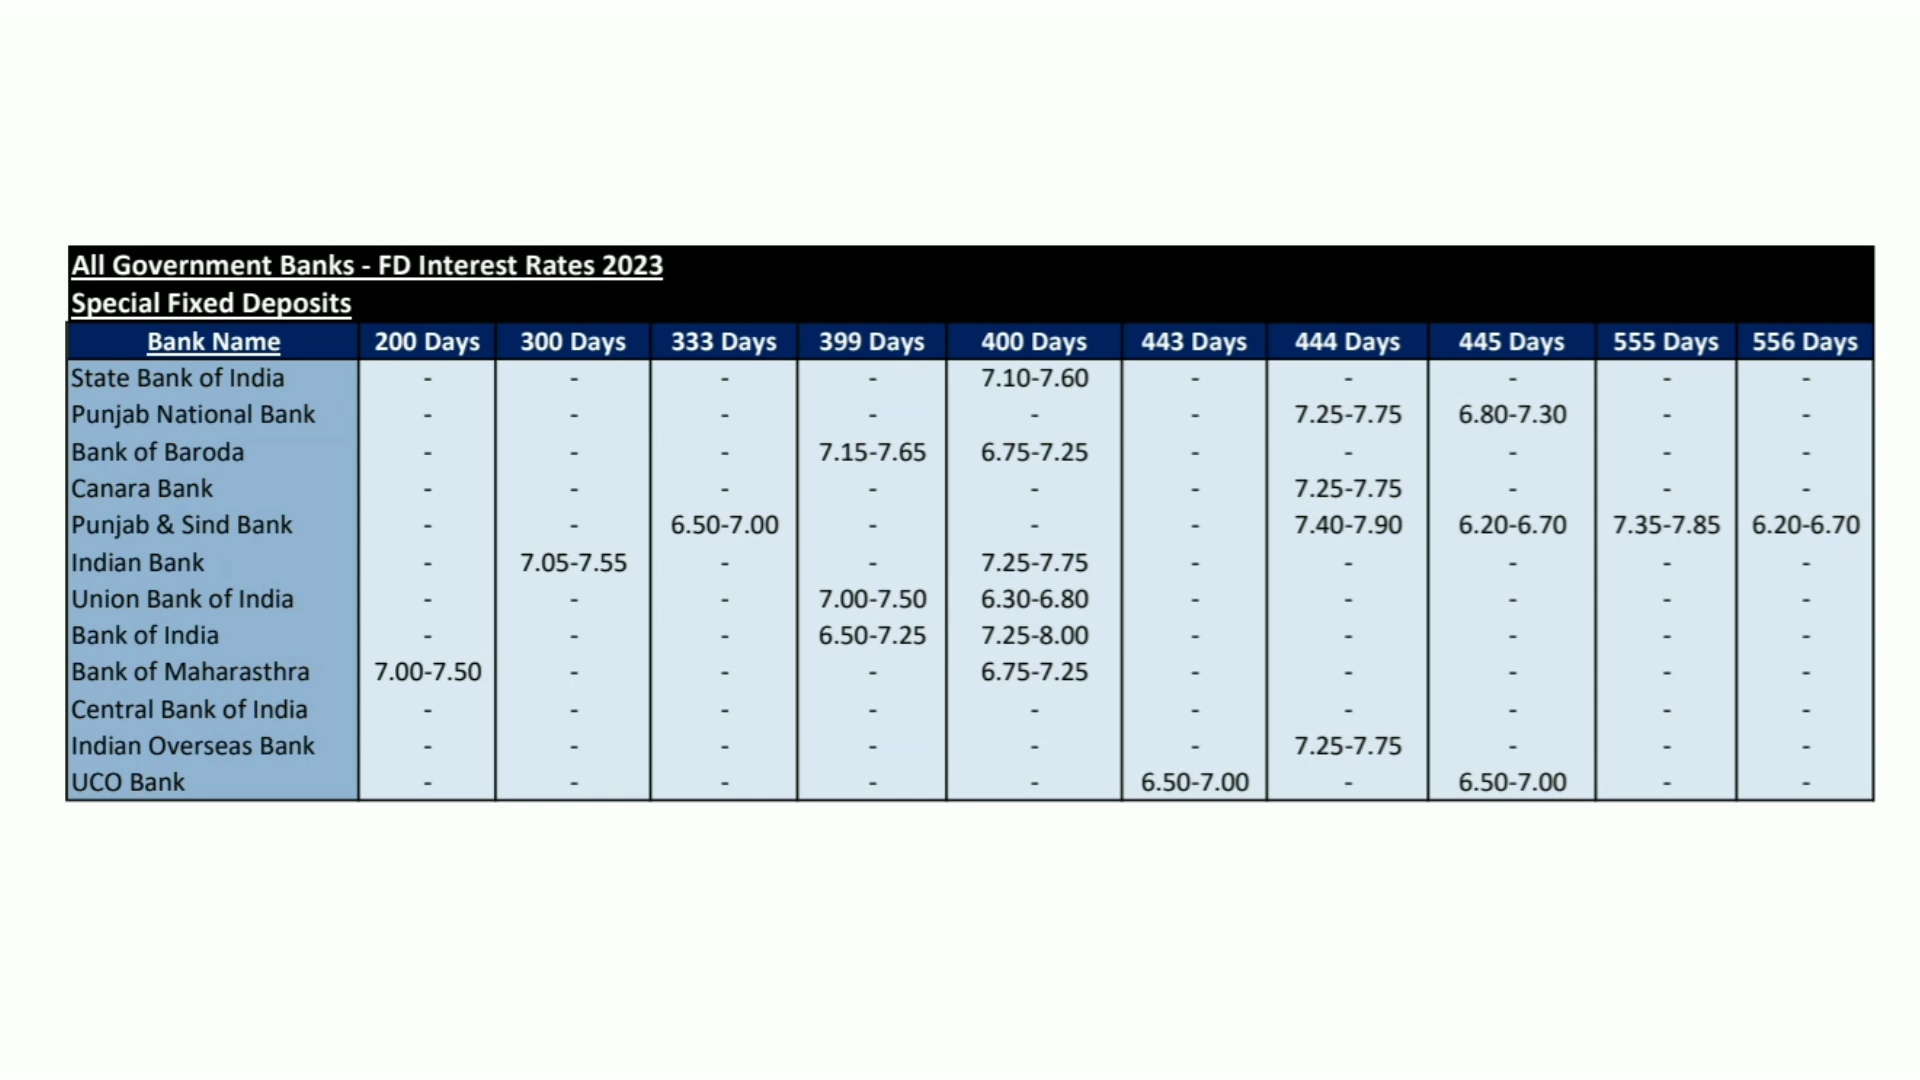 All Government Banks - FD Interest Rates 2023
Special Fixed Deposits
Bank Name 200 Days 300 Days 333 Days 399 Days 400 Days 443 Days 444 Days 445 Days 555 Days 556 Days
State Bank of India - - - - 7.10-7.60 - - - - -
Punjab National Bank - - - - - - 7.25-7.75 6.80-7.30 - -
Bank of Baroda - - - 7.15-7.65 6.75-7.25 - - - - -
Canara Bank - - - - - - 7.25-7.75 - - -
Punjab & Sind Bank - - 6.50-7.00 - - - 7.40-7.90 6.20-6.70 7.35-7.85 6.20-6.70
Indian Bank - 7.05-7.55 - - 7.25-7.75 - - - - -
Union Bank of India - - - 7.00-7.50 6.30-6.80 - - - - -
Bank of India - - - 6.50-7.25 7.25-8.00 - - - - -
Bank of Maharasthra 7.00-7.50 - - - 6.75-7.25 - - - - -
Central Bank of India - - - - - - - - - -
Indian Overseas Bank - - - - - - 7.25-7.75 - - -
UCO Bank - - - - - 6.50-7.00 - 6.50-7.00 - -